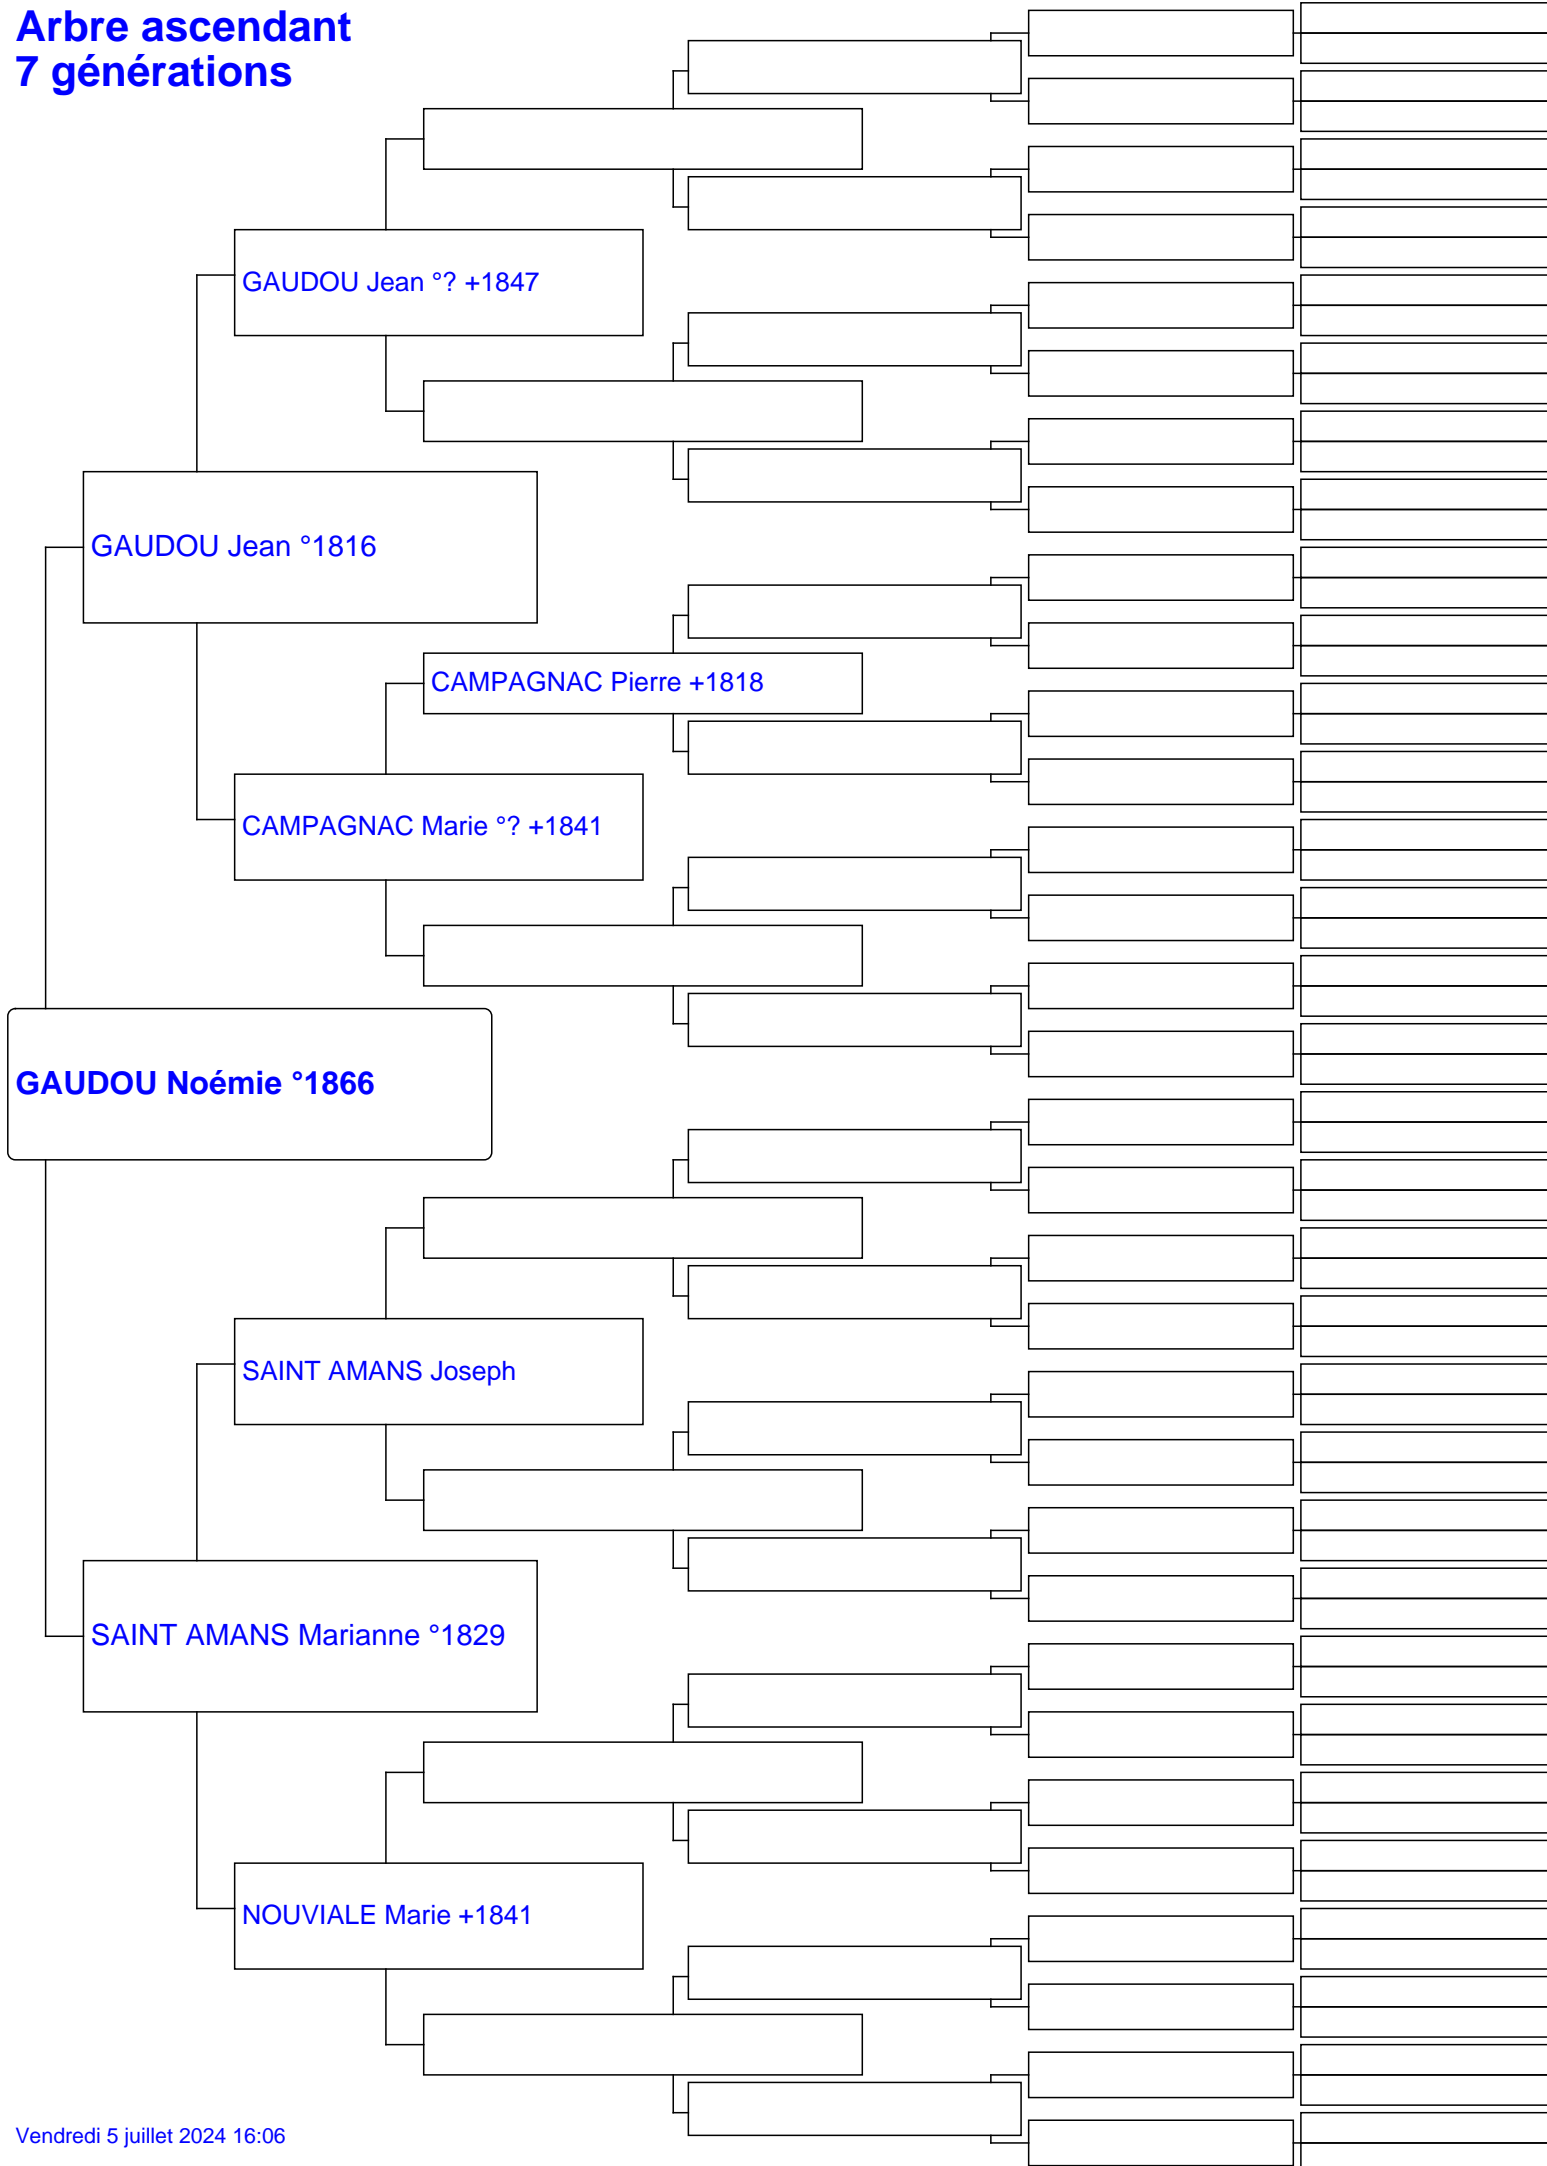 Arbre ascendant
7 générations
GAUDOU Jean °? +1847
GAUDOU Jean °1816
CAMPAGNAC Pierre +1818
CAMPAGNAC Marie °? +1841
GAUDOU Noémie °1866
SAINT AMANS Joseph
SAINT AMANS Marianne °1829
NOUVIALE Marie +1841
Vendredi 5 juillet 2024 16:06